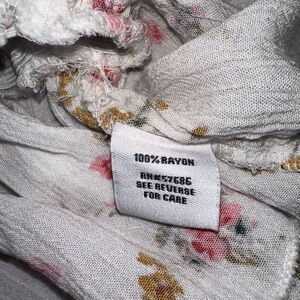 100% RAYON
RN#57686
SEE REVERSE
FOR CARE